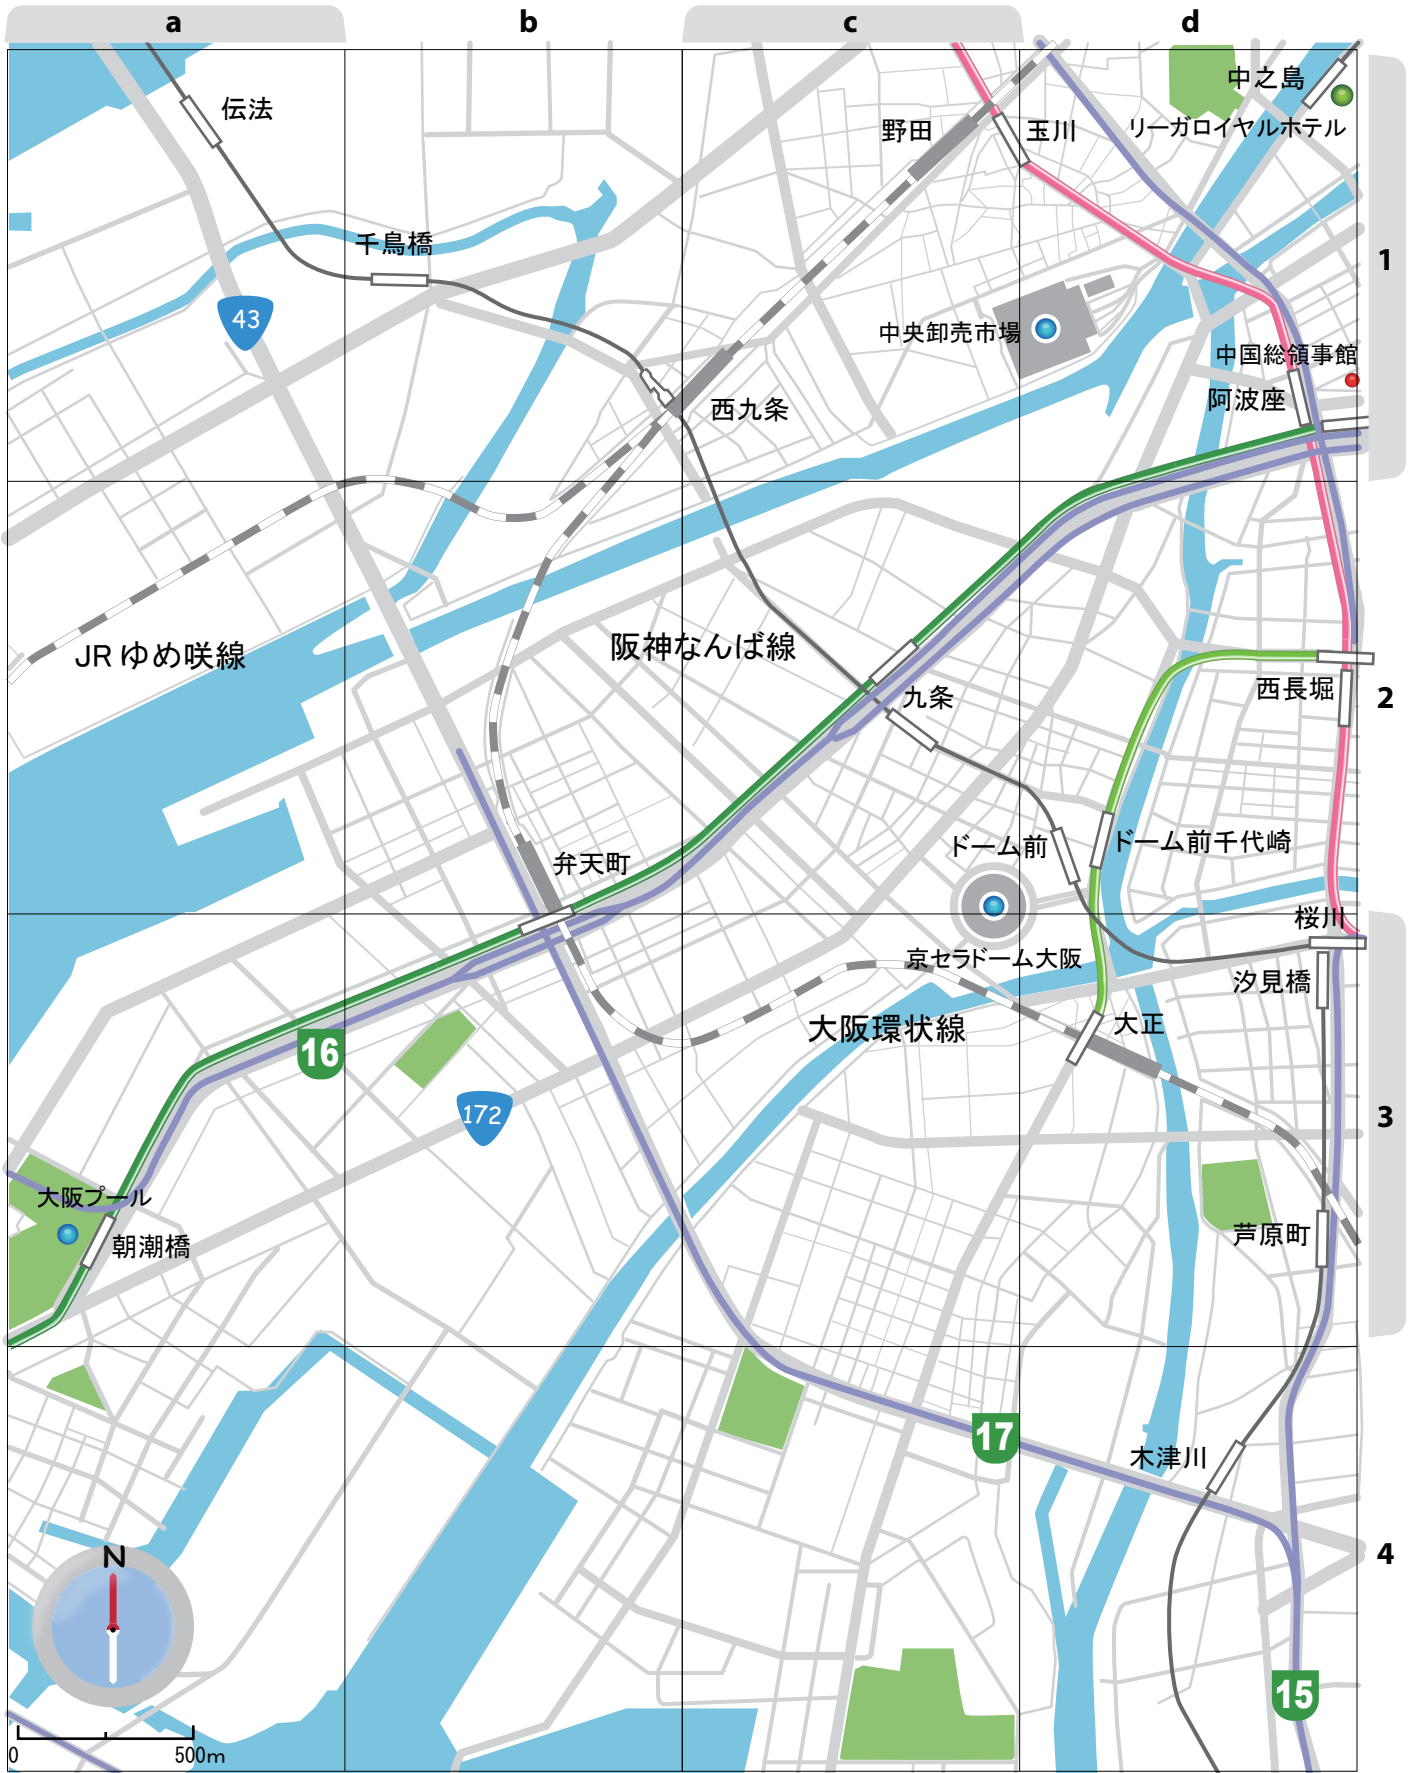 a
b
c
d
伝法
中之島
リーガロイヤルホテル
野田
玉川
千鳥橋
1
43
中央卸売市場
中国総領事館
阿波座
西九条
JRゆめ咲線
阪神なんば線
西長堀
九条
2
ドーム前
ドーム前千代崎
弁天町
桜川
京セラドーム大阪
汐見橋
大阪環状線
大正
16
172
3
大阪プール
朝潮橋
芦原町
17
木津川
4
N
15
0
500m